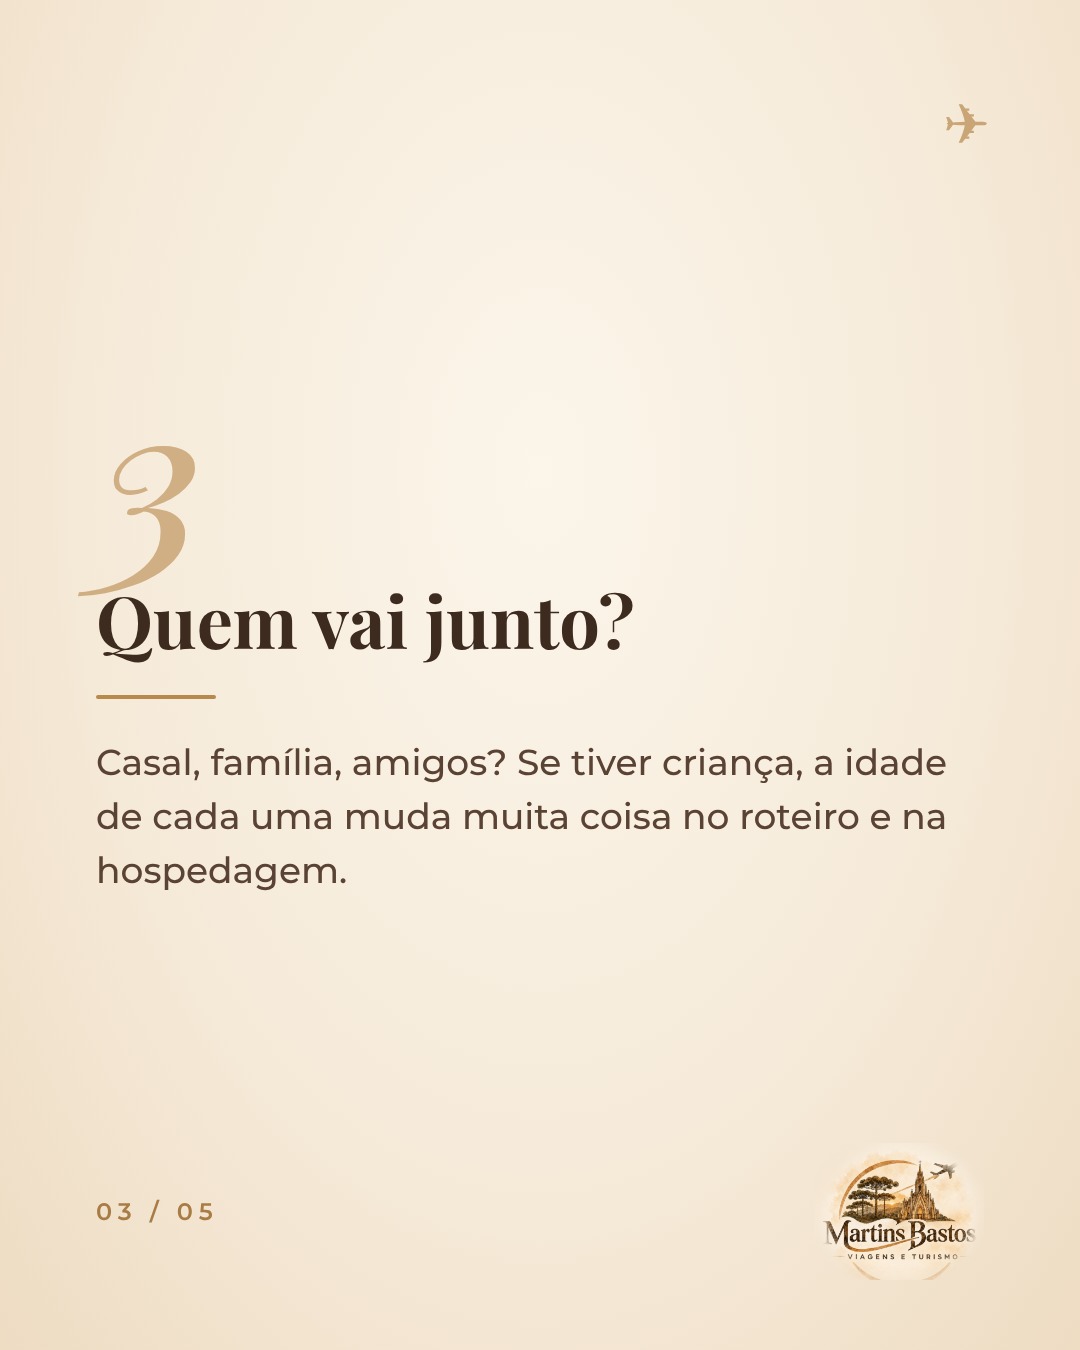 3
Quem vai junto?
Casal, família, amigos? Se tiver criança, a idade
de cada uma muda muita coisa no roteiro e na
hospedagem.
03 / 05
Martins Bastos
VIAGENS E TURISMO